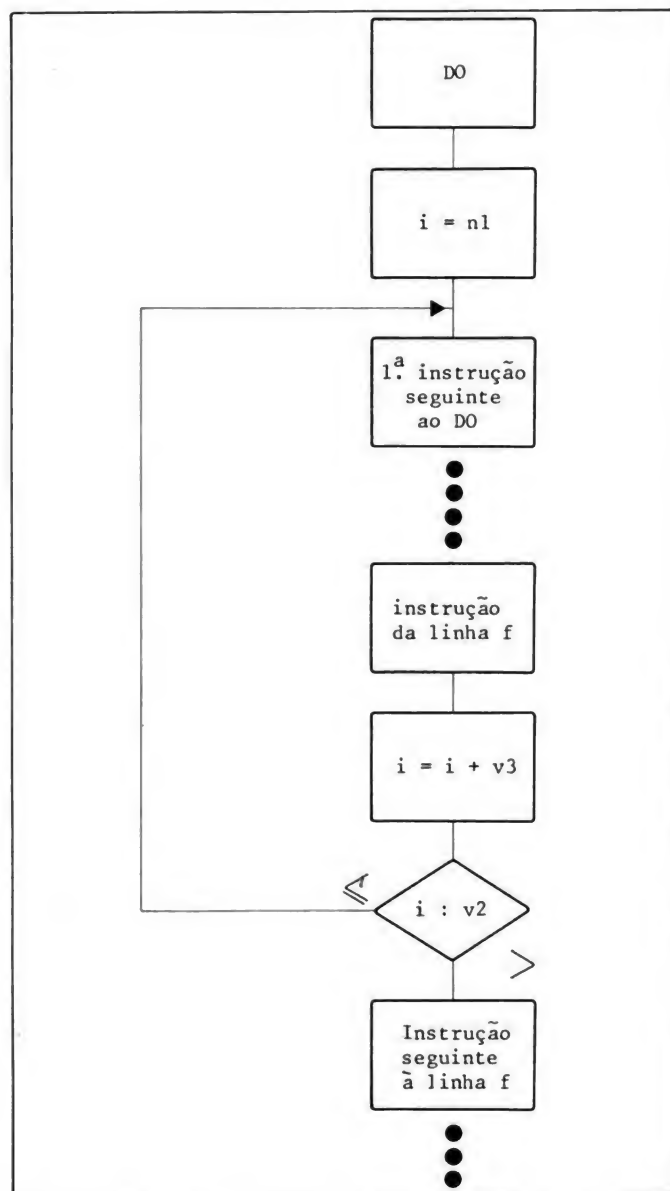 DO
i = n1
1.ª instrução
seguinte
ao DO
instrução
da linha f
i = i + v3
≤
i : v2
>
Instrução
seguinte
à linha f